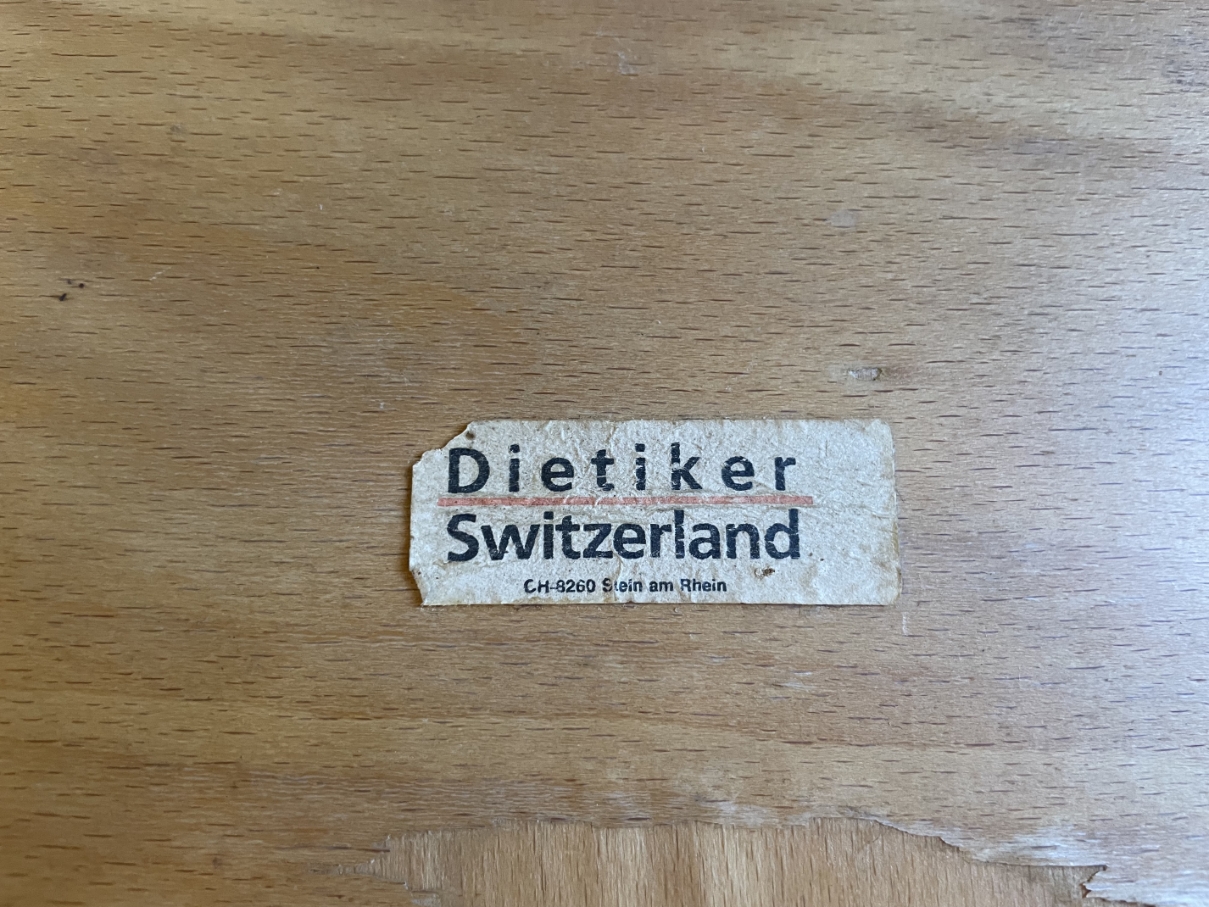 Dietiker
Switzerland
CH-8260 Stein am Rhein